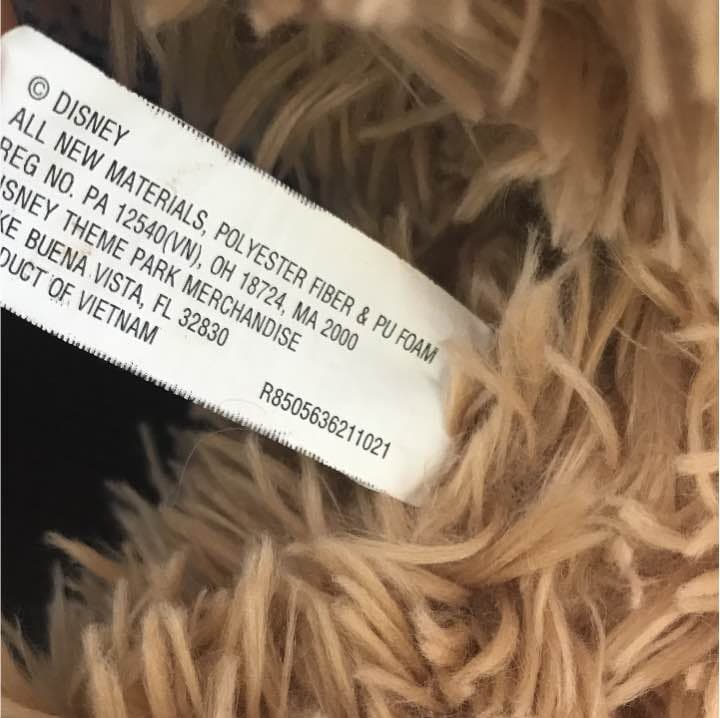 © DISNEY
ALL NEW MATERIALS, POLYESTER FIBER & PU FOAM
REG NO. PA 12540(VN), OH 18724, MA 2000
ISNEY THEME PARK MERCHANDISE
KE BUENA VISTA, FL 32830
DUCT OF VIETNAM
R8505636211021